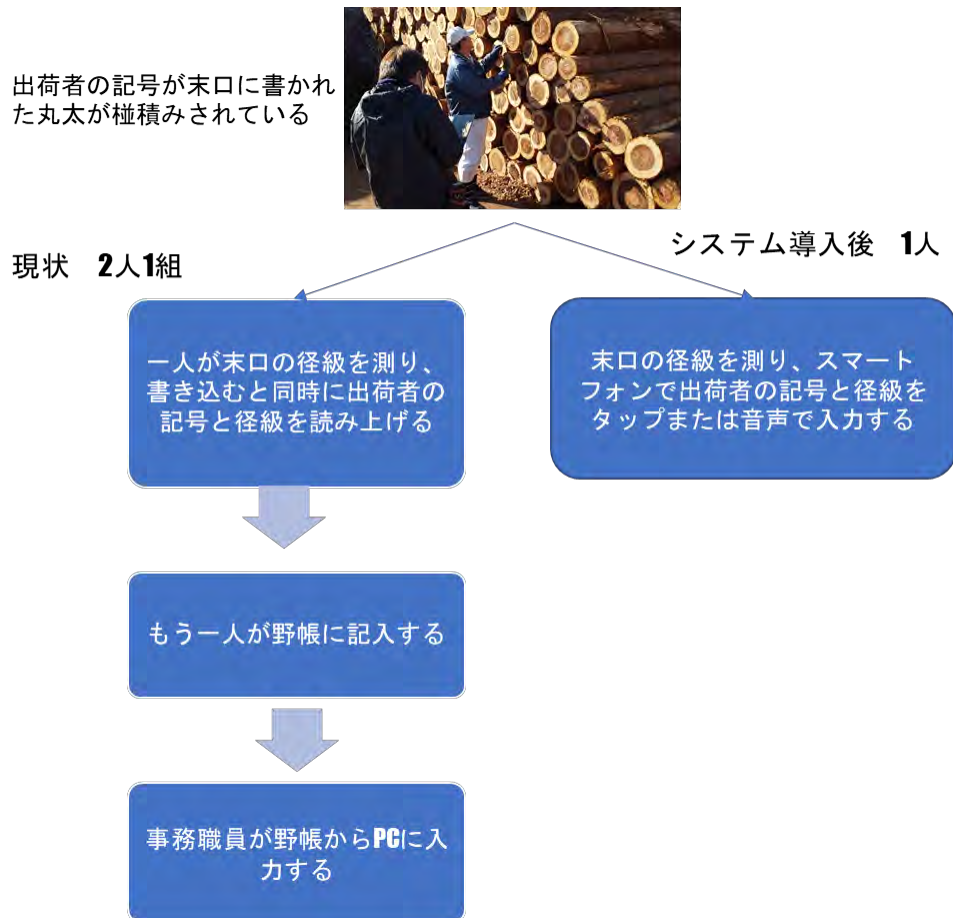 出荷者の記号が末口に書かれ
た丸太が椪積みされている
現状　2人1組
システム導入後　1人
一人が末口の径級を測り、
書き込むと同時に出荷者の
記号と径級を読み上げる
末口の径級を測り、スマート
フォンで出荷者の記号と径級を
タップまたは音声で入力する
もう一人が野帳に記入する
事務職員が野帳からPCに入
力する